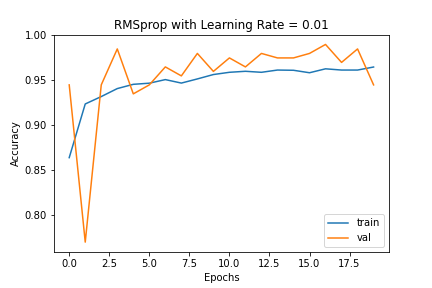 RMSprop with Learning Rate = 0.01
1.00
0.95
0.90
0.85
0.80
Accuracy
train
val
0.0 2.5 5.0 7.5 10.0 12.5 15.0 17.5
Epochs